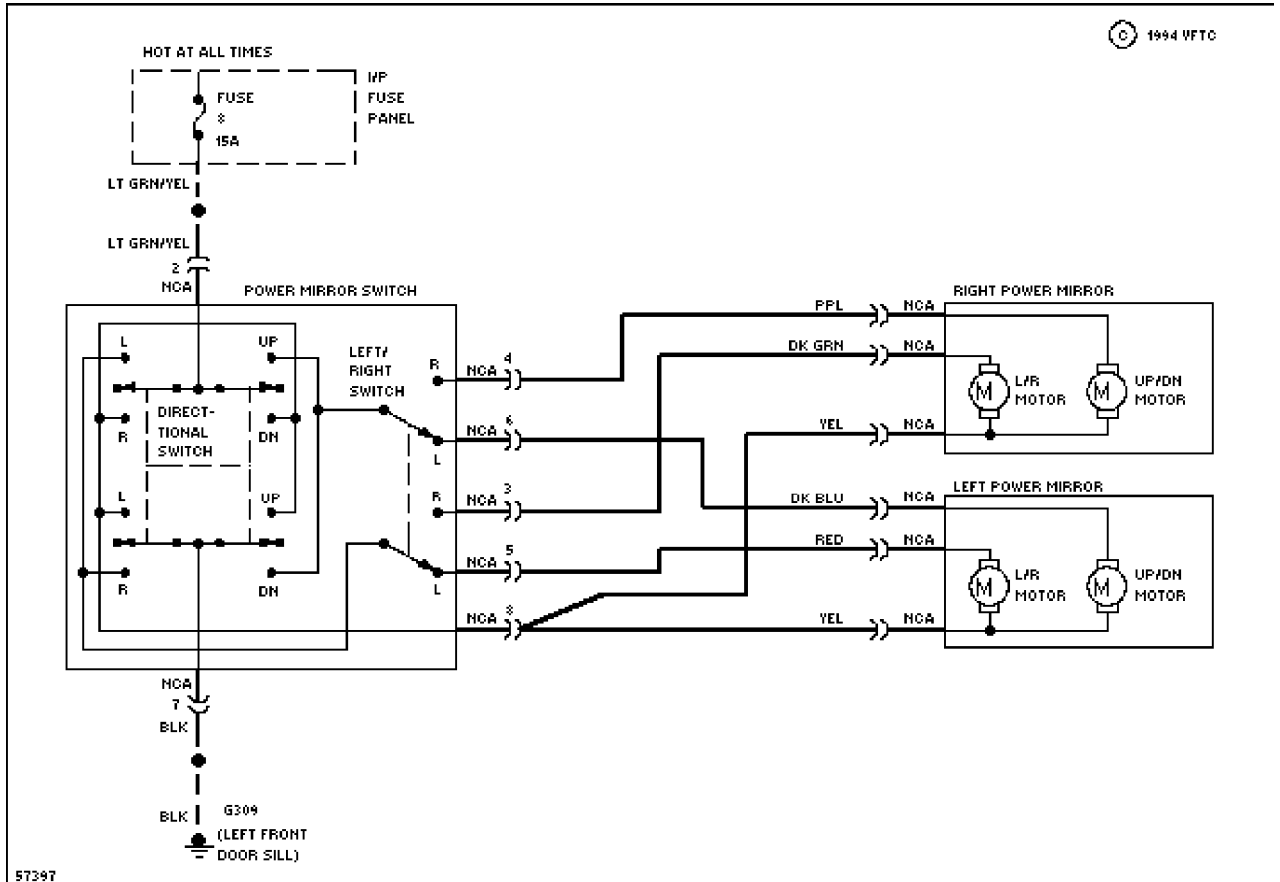 HOT AT ALL TIMES
© 1994 VFTC
FUSE
8
15A
I/P
FUSE
PANEL
LT GRN/YEL
LT GRN/YEL
2
NCA
POWER MIRROR SWITCH
L
UP
R
DN
DIRECT-
TIONAL
SWITCH
L
UP
R
DN
LEFT/
RIGHT
SWITCH
R
NCA 4
L
NCA 6
R
NCA 3
L
NCA 5
NCA 8
PPL NCA
DK GRN NCA
YEL NCA
RIGHT POWER MIRROR
M
L/R
MOTOR
M
UP/DN
MOTOR
DK BLU NCA
RED NCA
YEL NCA
LEFT POWER MIRROR
M
L/R
MOTOR
M
UP/DN
MOTOR
NCA
7
BLK
BLK
G309
(LEFT FRONT
DOOR SILL)
57397